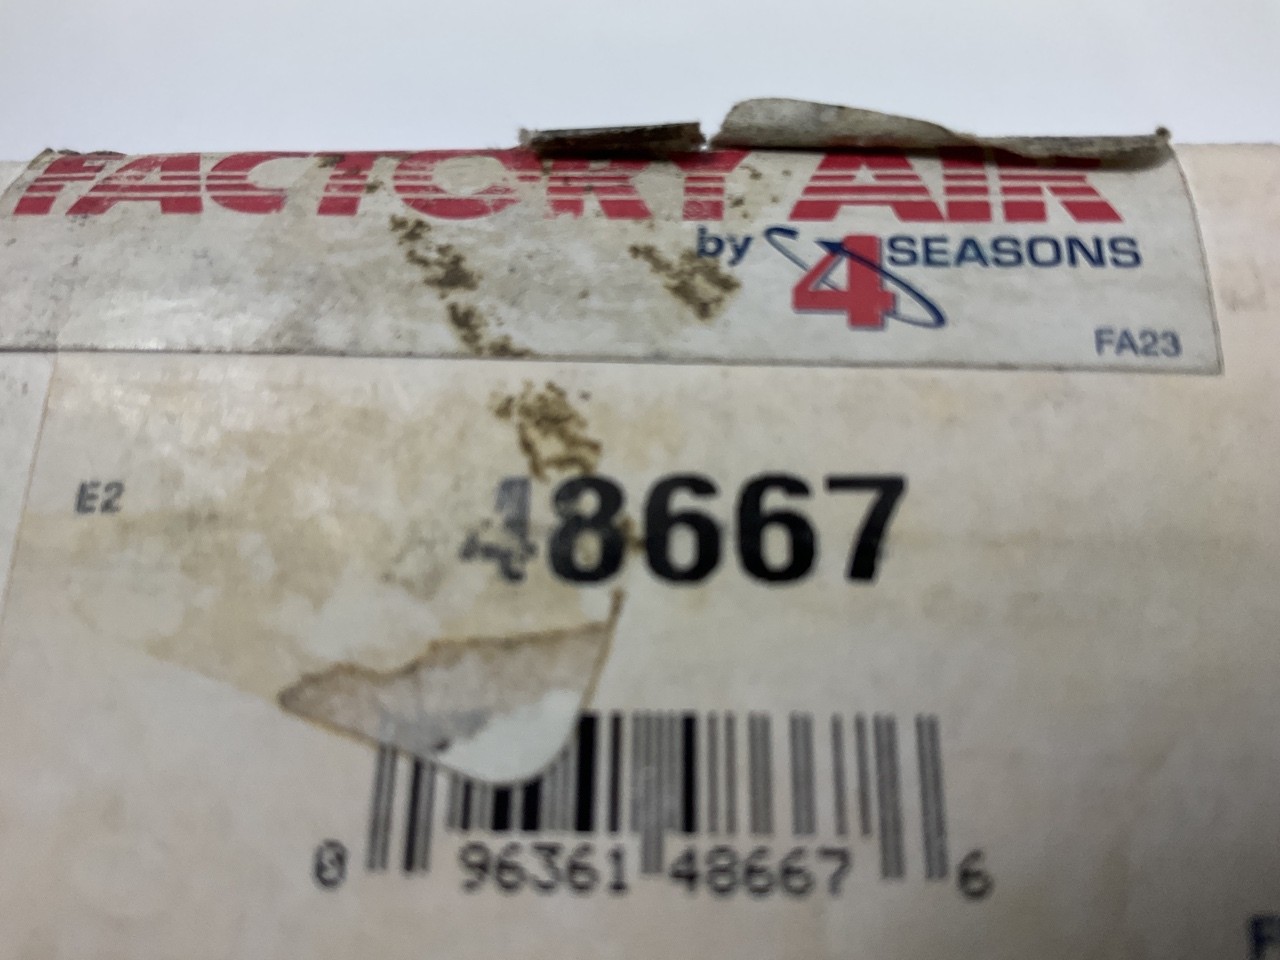 FACTORY AIR
by 4 SEASONS
FA23
E2
48667
0 96361 48667 6